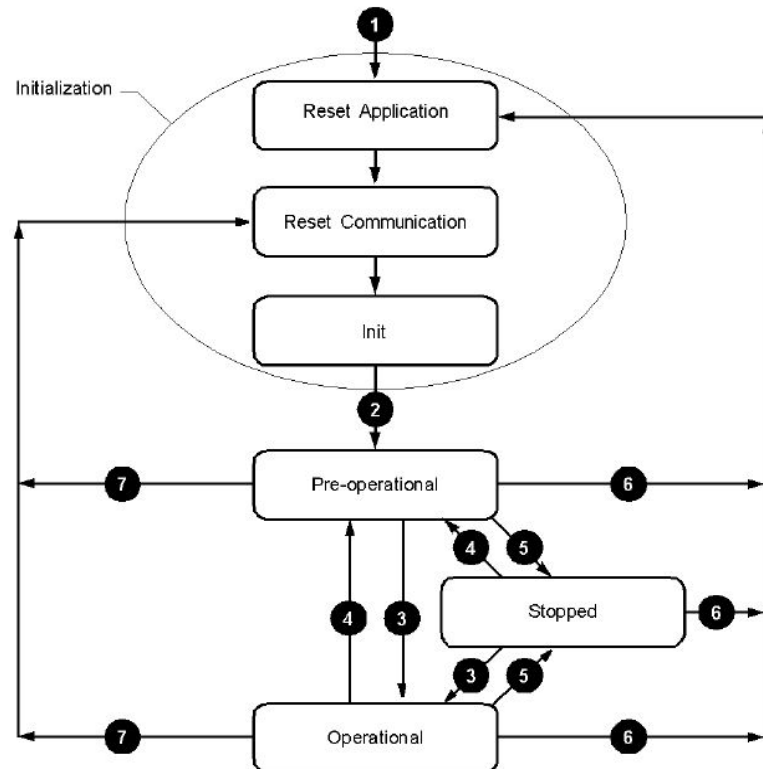 1
Initialization
Reset Application
Reset Communication
Init
2
Pre-operational
7
6
4
5
Stopped
6
4
3
3
5
Operational
7
6